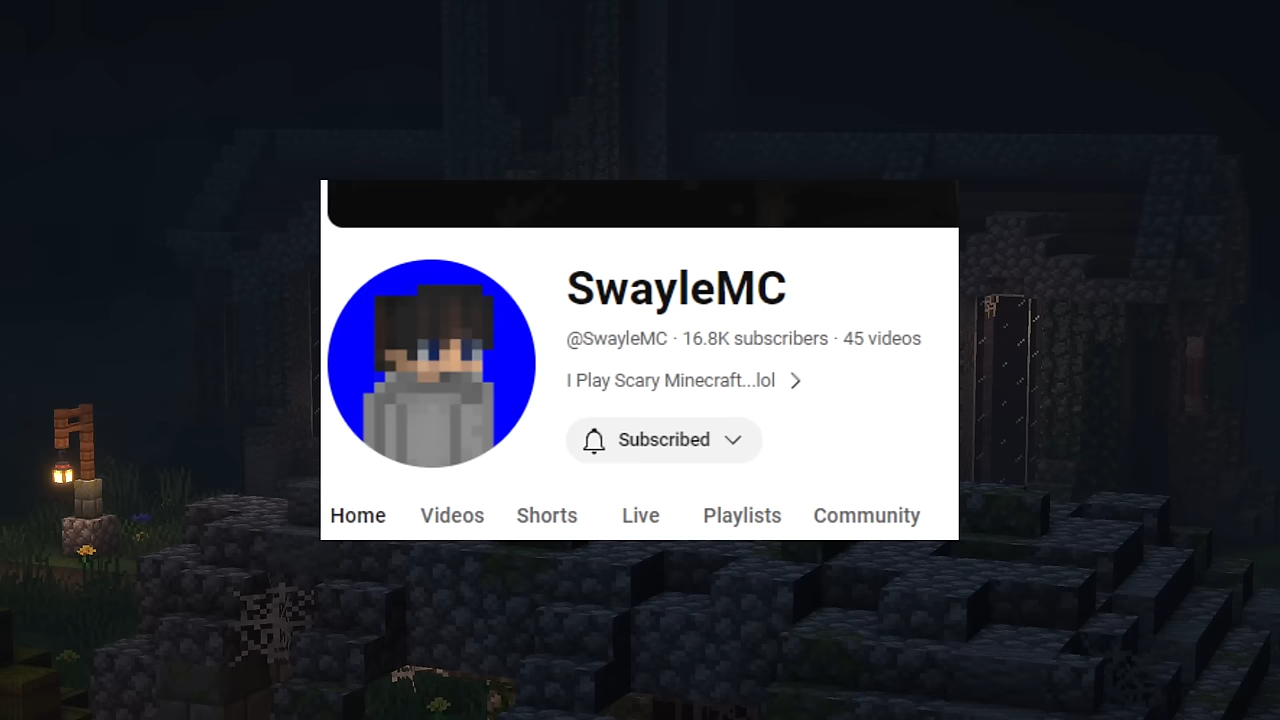 SwayleMC
@SwayleMC · 16.8K subscribers · 45 videos
I Play Scary Minecraft...lol
Subscribed
Home Videos Shorts Live Playlists Community